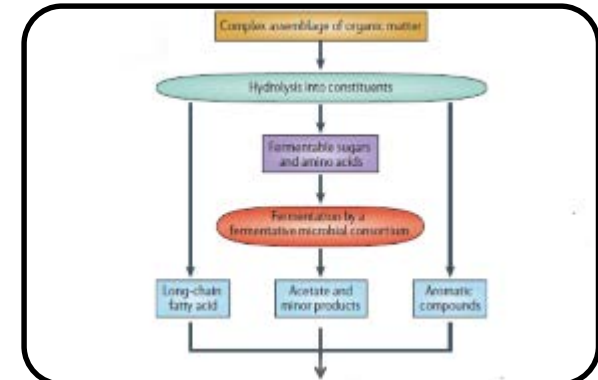 Complex assemblage of organic matter
Hydrolysis into constituents
Fermentable sugars
and amino acids
Fermentation by a
fermentative microbial consortium
Long-chain
fatty acid
Acetate and
minor products
Aromatic
compounds